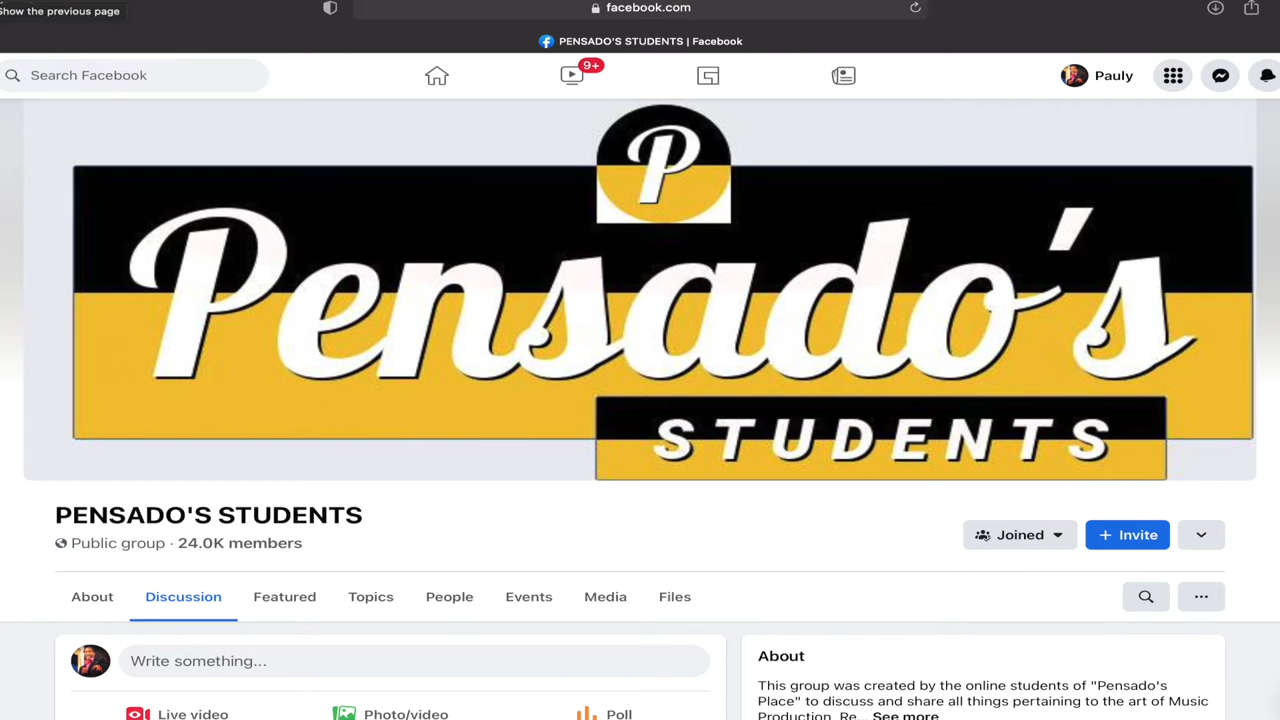 Show the previous page
facebook.com
PENSADO'S STUDENTS | Facebook
Search Facebook
9+
Pauly
P
Pensado's
STUDENTS
PENSADO'S STUDENTS
Public group · 24.0K members
Joined
+ Invite
About
Discussion
Featured
Topics
People
Events
Media
Files
Write something...
Live video
Photo/video
Poll
About
This group was created by the online students of "Pensado's
Place" to discuss and share all things pertaining to the art of Music
Production, Re... See more